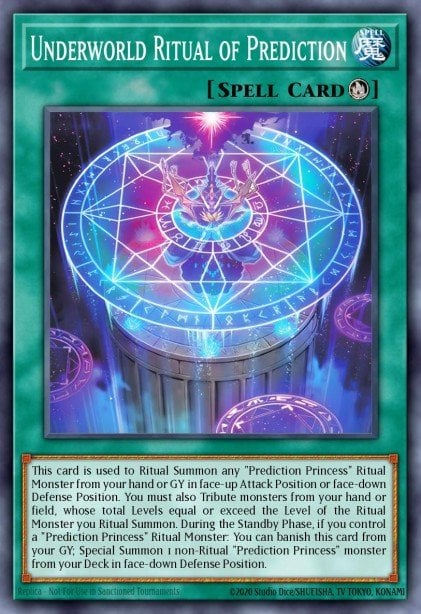 Underworld Ritual of Prediction
SPELL
魔
[Spell Card]
This card is used to Ritual Summon any "Prediction Princess" Ritual
Monster from your hand or GY in face-up Attack Position or face-down
Defense Position. You must also Tribute monsters from your hand or
field, whose total Levels equal or exceed the Level of the Ritual
Monster you Ritual Summon. During the Standby Phase, if you control
a "Prediction Princess" Ritual Monster: You can banish this card from
your GY; Special Summon 1 non-Ritual "Prediction Princess" monster
from your Deck in face-down Defense Position.
Replica - Not For Use in Sanctioned Tournaments
©2020 Studio Dice/SHUEISHA, TV TOKYO, KONAMI